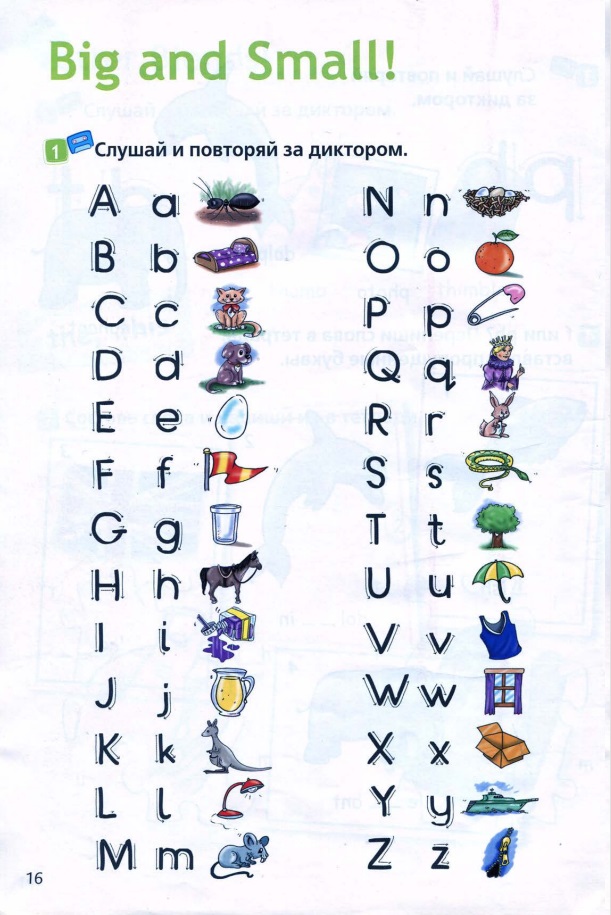 Big and Small!
1 Слушай и повторяй за диктором.
A a
B b
C c
D d
E e
F f
G g
H h
I i
J j
K k
L l
M m
N n
O o
P p
Q q
R r
S s
T t
U u
V v
W w
X x
Y y
Z z
16